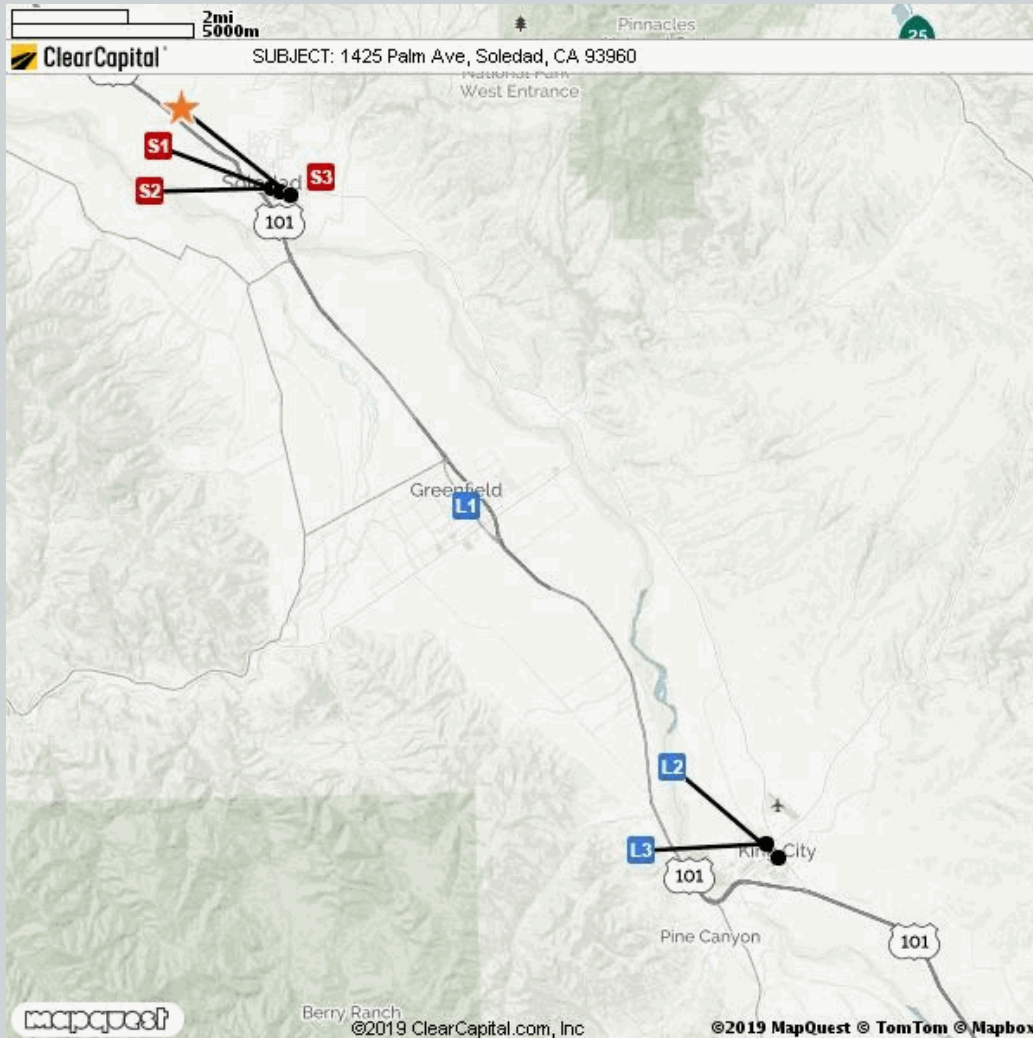 2mi
5000m
Pinnacles
25
ClearCapital
SUBJECT: 1425 Palm Ave, Soledad, CA 93960
National Park
West Entrance
S1
S2
S3
Soledad
101
Greenfield
L1
L2
L3
King City
101
Pine Canyon
101
Berry Ranch
mapquest
©2019 ClearCapital.com, Inc
©2019 MapQuest © TomTom © Mapbox